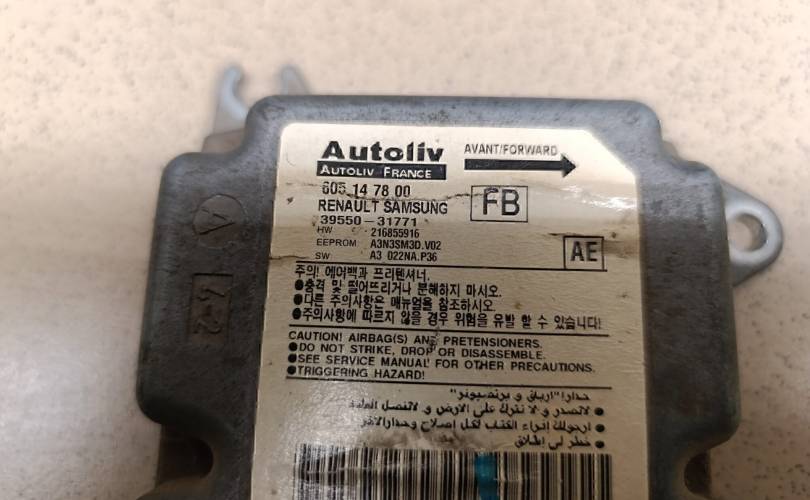 Autoliv
AVANT/FORWARD
AUTOLIV FRANCE
605 14 78 00
RENAULT SAMSUNG
FB
39550-31771
HW 216855916
EEPROM A3N3SM3D.V02
AE
SW A3 022NA.P36
주의! 에어백과 프리텐셔너.
●충격 및 떨어뜨리거나 분해하지 마시오.
●다른 주의사항은 매뉴얼을 참조하시오.
●주의사항에 따르지 않을 경우 위험을 유발 할 수 있습니다!
CAUTION! AIRBAG(S) AND PRETENSIONERS.
●DO NOT STRIKE, DROP OR DISASSEMBLE.
●SEE SERVICE MANUAL FOR OTHER PRECAUTIONS.
●TRIGGERING HAZARD!
A
4-2